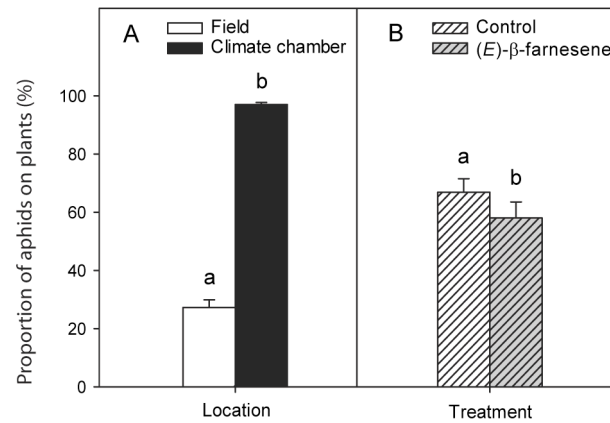 A
Field
Climate chamber
B
Control
(E)-β-farnesene
Proportion of aphids on plants (%)
100
80
60
40
20
0
a
b
a
b
Location
Treatment